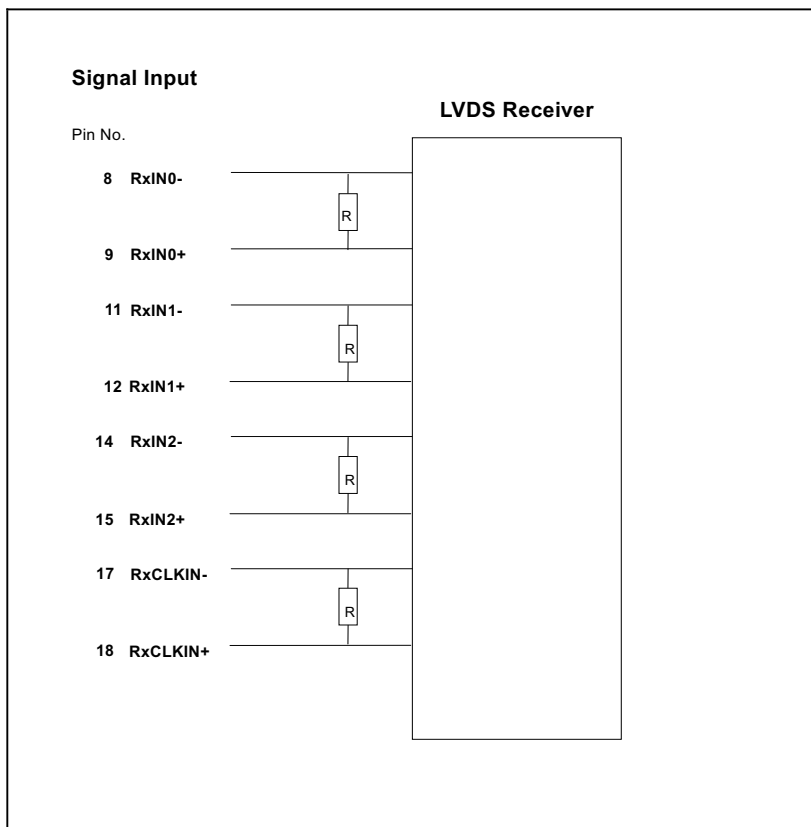 Signal Input
LVDS Receiver
Pin No.
8 RxIN0-
R
9 RxIN0+
11 RxIN1-
R
12 RxIN1+
14 RxIN2-
R
15 RxIN2+
17 RxCLKIN-
R
18 RxCLKIN+